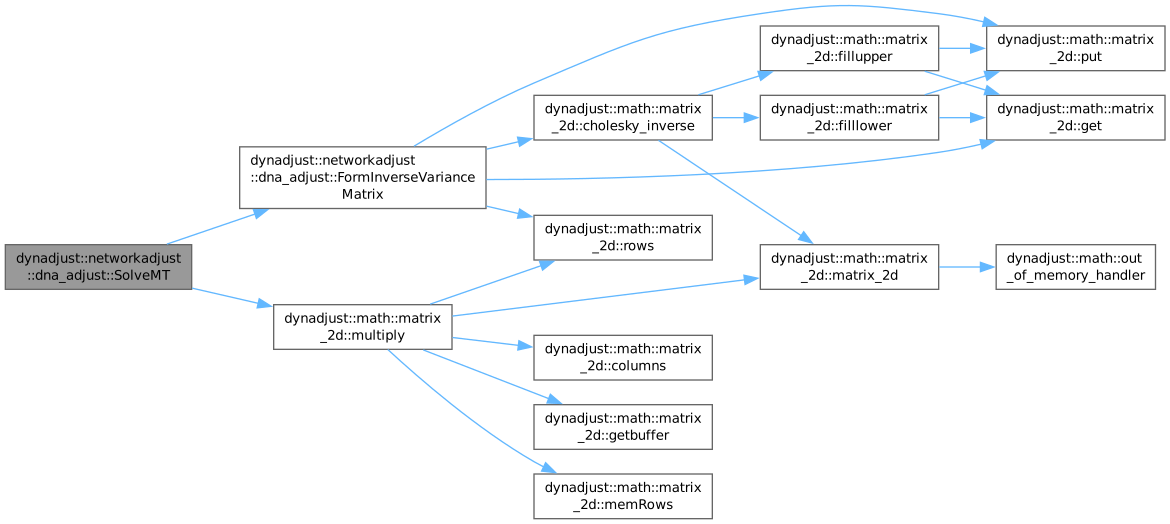 dynadjust::networkadjust
::dna_adjust::SolveMT
dynadjust::networkadjust
::dna_adjust::FormInverseVariance
Matrix
dynadjust::math::matrix
_2d::multiply
dynadjust::math::matrix
_2d::cholesky_inverse
dynadjust::math::matrix
_2d::rows
dynadjust::math::matrix
_2d::columns
dynadjust::math::matrix
_2d::getbuffer
dynadjust::math::matrix
_2d::memRows
dynadjust::math::matrix
_2d::fillupper
dynadjust::math::matrix
_2d::filllower
dynadjust::math::matrix
_2d::matrix_2d
dynadjust::math::matrix
_2d::put
dynadjust::math::matrix
_2d::get
dynadjust::math::out
_of_memory_handler